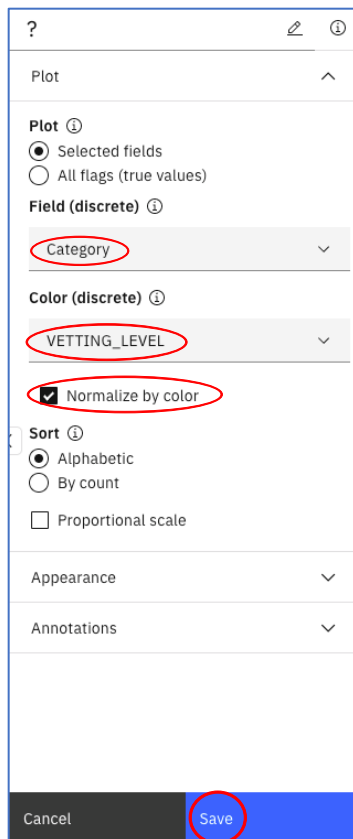 ?
Plot
Plot
Selected fields
All flags (true values)
Field (discrete)
Category
Color (discrete)
VETTING_LEVEL
Normalize by color
Sort
Alphabetic
By count
Proportional scale
Appearance
Annotations
Cancel Save